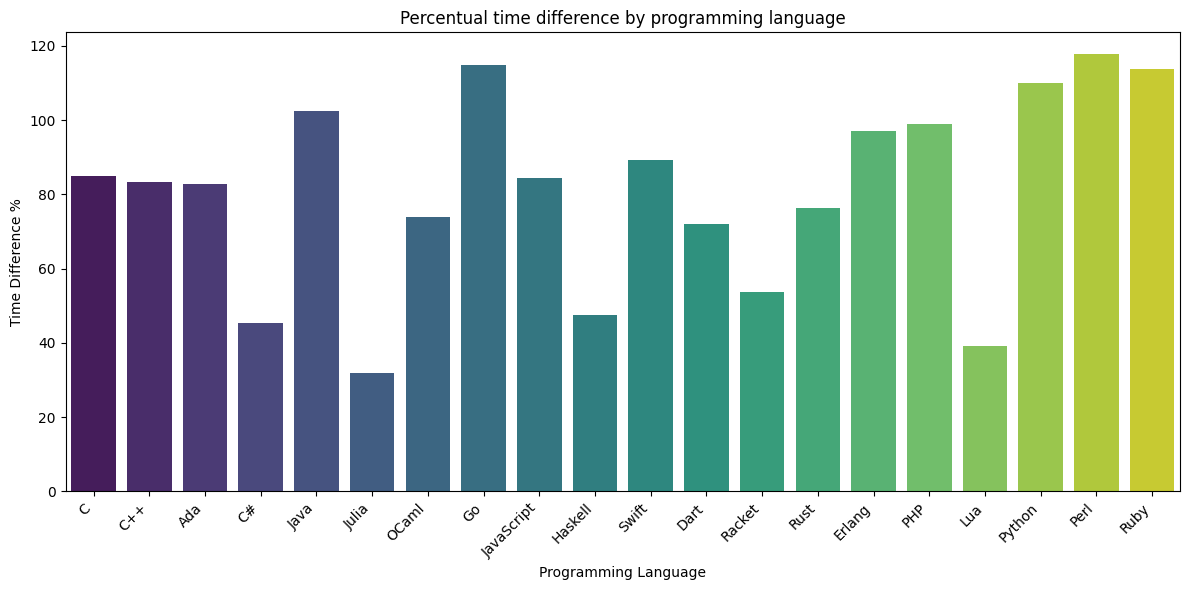 Percentual time difference by programming language
Time Difference %
120
100
80
60
40
20
0
C
C++
Ada
C#
Java
Julia
OCaml
Go
JavaScript
Haskell
Swift
Dart
Racket
Rust
Erlang
PHP
Lua
Python
Perl
Ruby
Programming Language